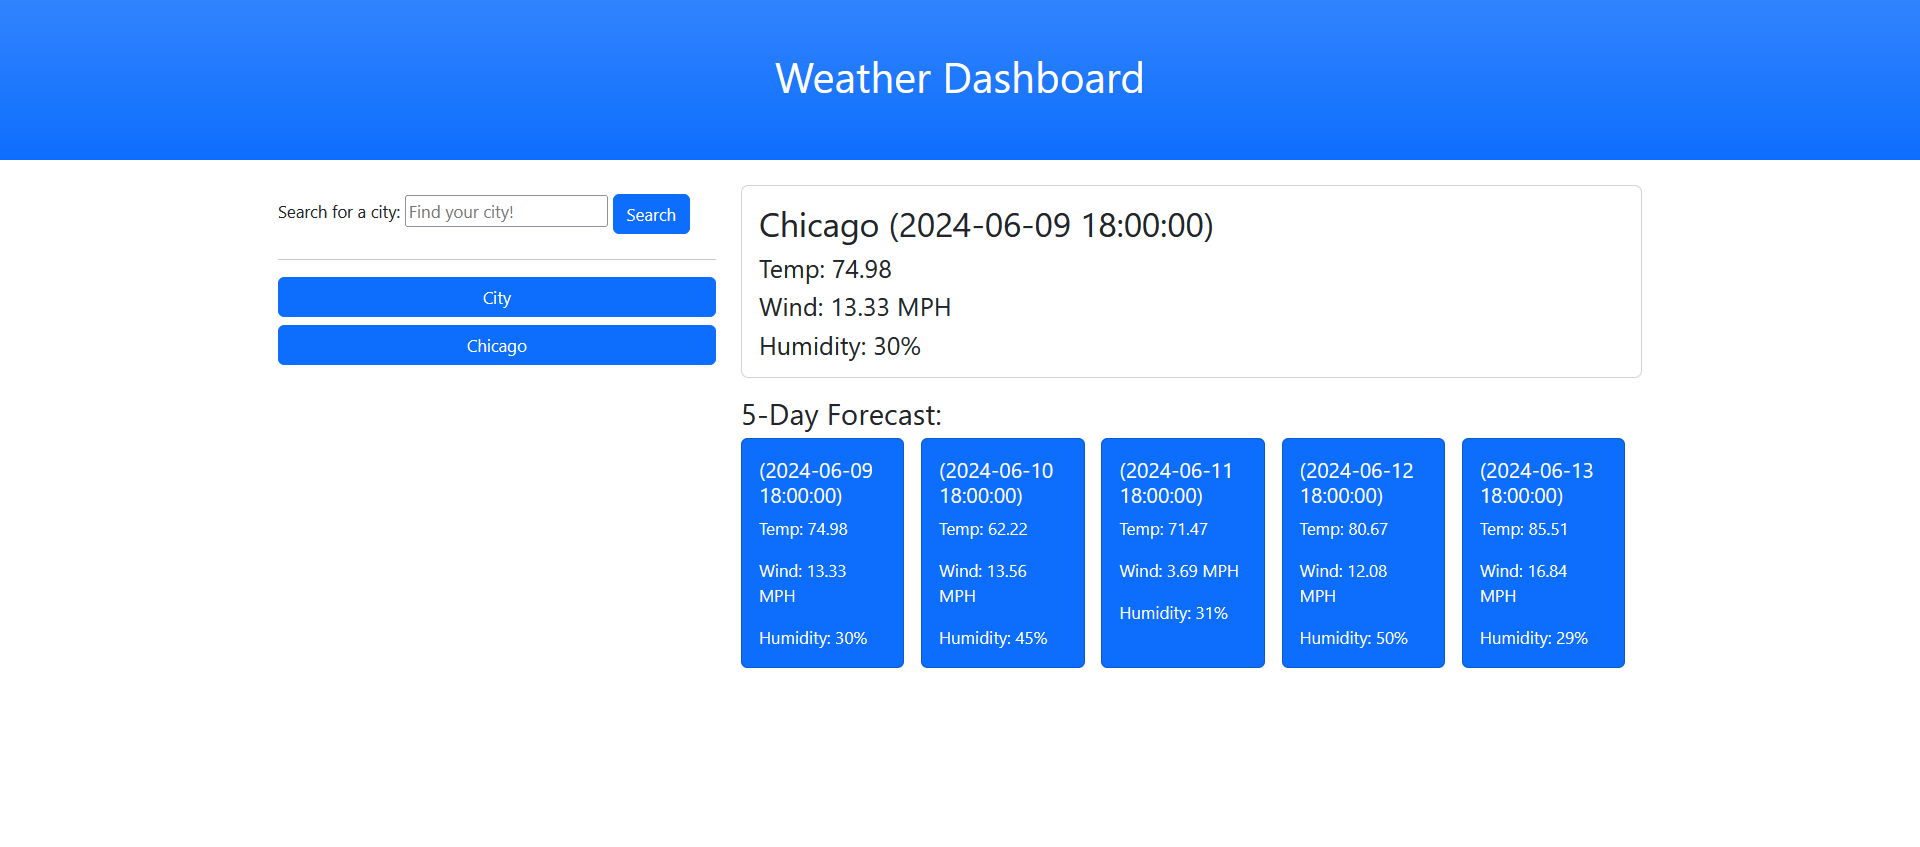 Weather Dashboard
Search for a city: Find your city! Search
City
Chicago
Chicago (2024-06-09 18:00:00)
Temp: 74.98
Wind: 13.33 MPH
Humidity: 30%
5-Day Forecast:
(2024-06-09
18:00:00)
Temp: 74.98
Wind: 13.33
MPH
Humidity: 30%
(2024-06-10
18:00:00)
Temp: 62.22
Wind: 13.56
MPH
Humidity: 45%
(2024-06-11
18:00:00)
Temp: 71.47
Wind: 3.69 MPH
Humidity: 31%
(2024-06-12
18:00:00)
Temp: 80.67
Wind: 12.08
MPH
Humidity: 50%
(2024-06-13
18:00:00)
Temp: 85.51
Wind: 16.84
MPH
Humidity: 29%